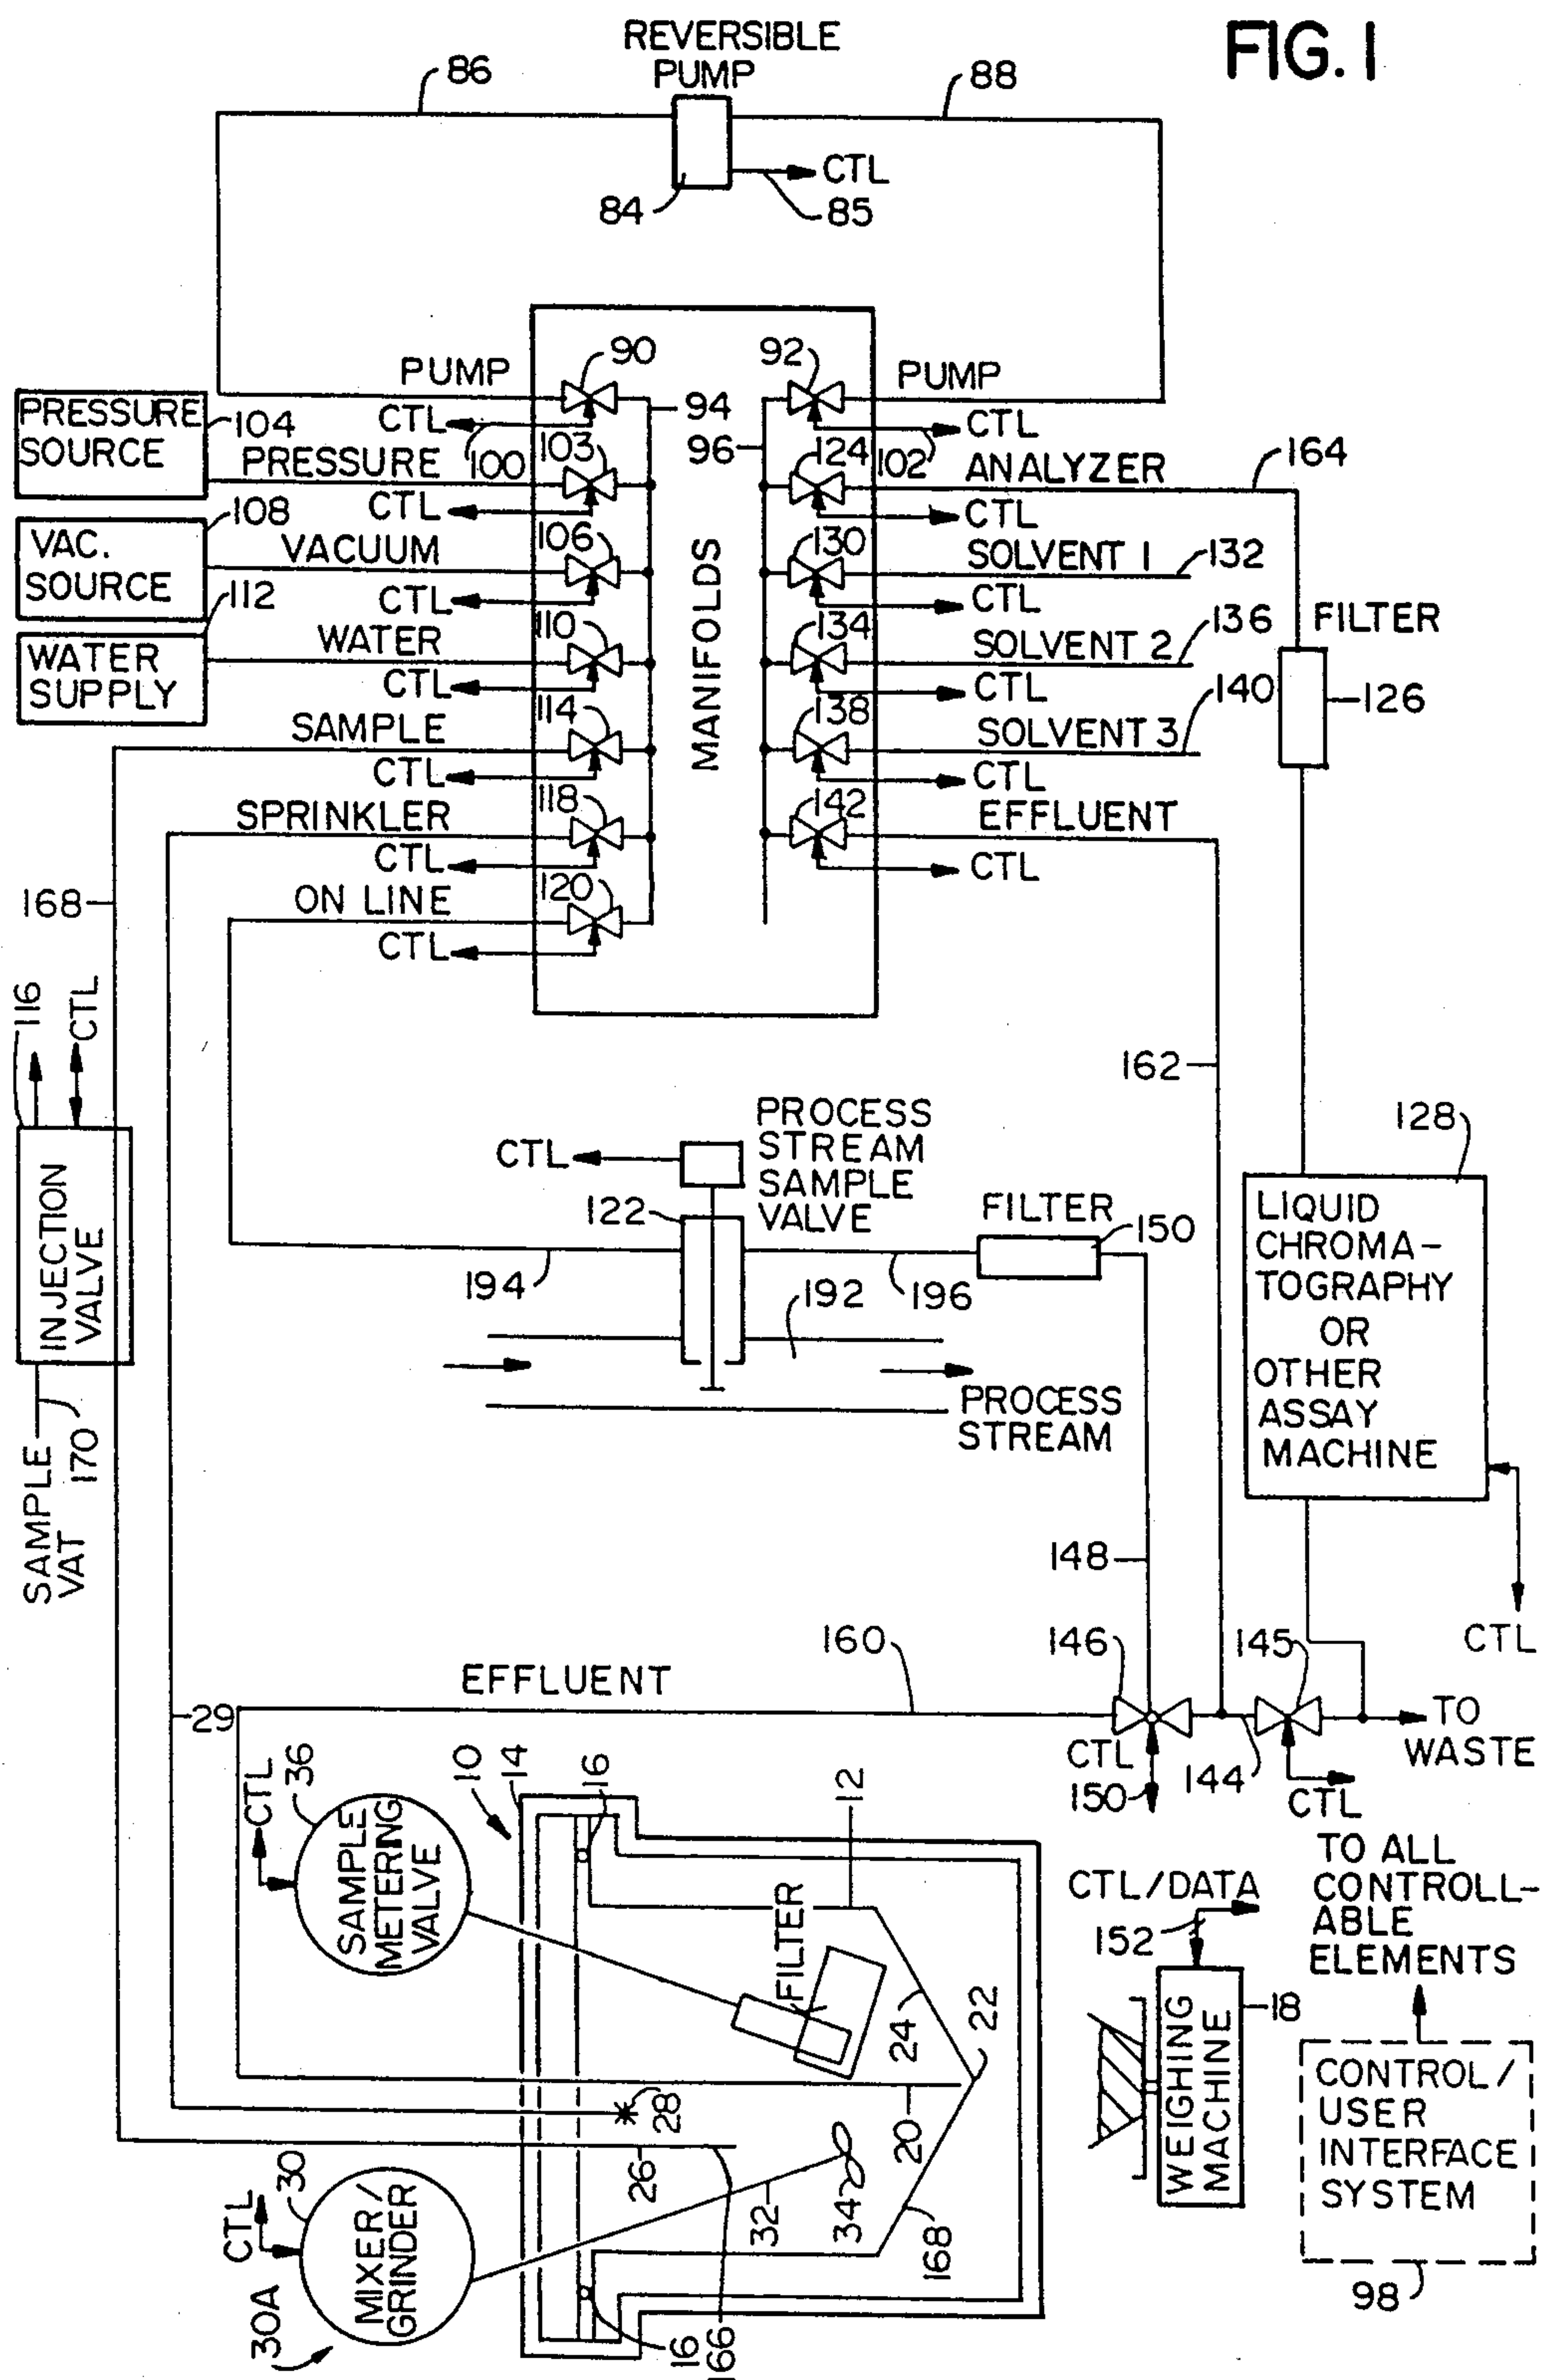 FIG. 1
REVERSIBLE
PUMP
86
88
CTL
84
85
PUMP
90
92
PUMP
CTL
94
CTL
PRESSURE
SOURCE
104
100
103
96
124
102
ANALYZER
164
PRESSURE
CTL
CTL
VAC.
SOURCE
108
VACUUM
106
130
SOLVENT 1
132
CTL
CTL
112
WATER
SUPPLY
WATER
110
134
SOLVENT 2
136
FILTER
CTL
CTL
126
SAMPLE
114
138
SOLVENT 3
140
CTL
CTL
MANIFOLDS
SPRINKLER
118
142
EFFLUENT
CTL
CTL
168
ON LINE
120
CTL
116
CTL
162
INJECTION
VALVE
SAMPLE
VAT
170
CTL
PROCESS
STREAM
SAMPLE
VALVE
122
FILTER
150
194
196
192
PROCESS
STREAM
128
LIQUID
CHROMA-
TOGRAPHY
OR
OTHER
ASSAY
MACHINE
CTL
148
EFFLUENT
160
146
145
29
TO
WASTE
CTL
150
144
CTL
CTL
36
SAMPLE
METERING
VALVE
10
14
16
12
FILTER
24
22
28
20
26
32
34
168
CTL
30
MIXER/
GRINDER
30A
16
166
CTL/DATA
152
18
WEIGHING
MACHINE
TO ALL
CONTROLL-
ABLE
ELEMENTS
CONTROL/
USER
INTERFACE
SYSTEM
98